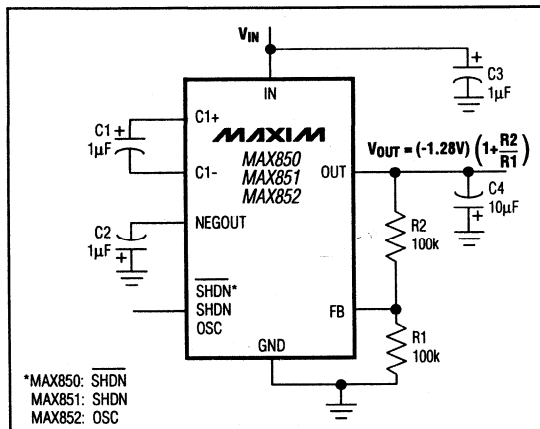 VIN
C3
1µF
IN
C1+
C1
1µF
C1-
MAXIM
MAX850
MAX851
MAX852
OUT
VOUT = (-1.28V) (1+R2/R1)
C4
10µF
NEGOUT
C2
1µF
R2
100k
SHDN*
SHDN
OSC
FB
R1
100k
GND
*MAX850: SHDN
MAX851: SHDN
MAX852: OSC